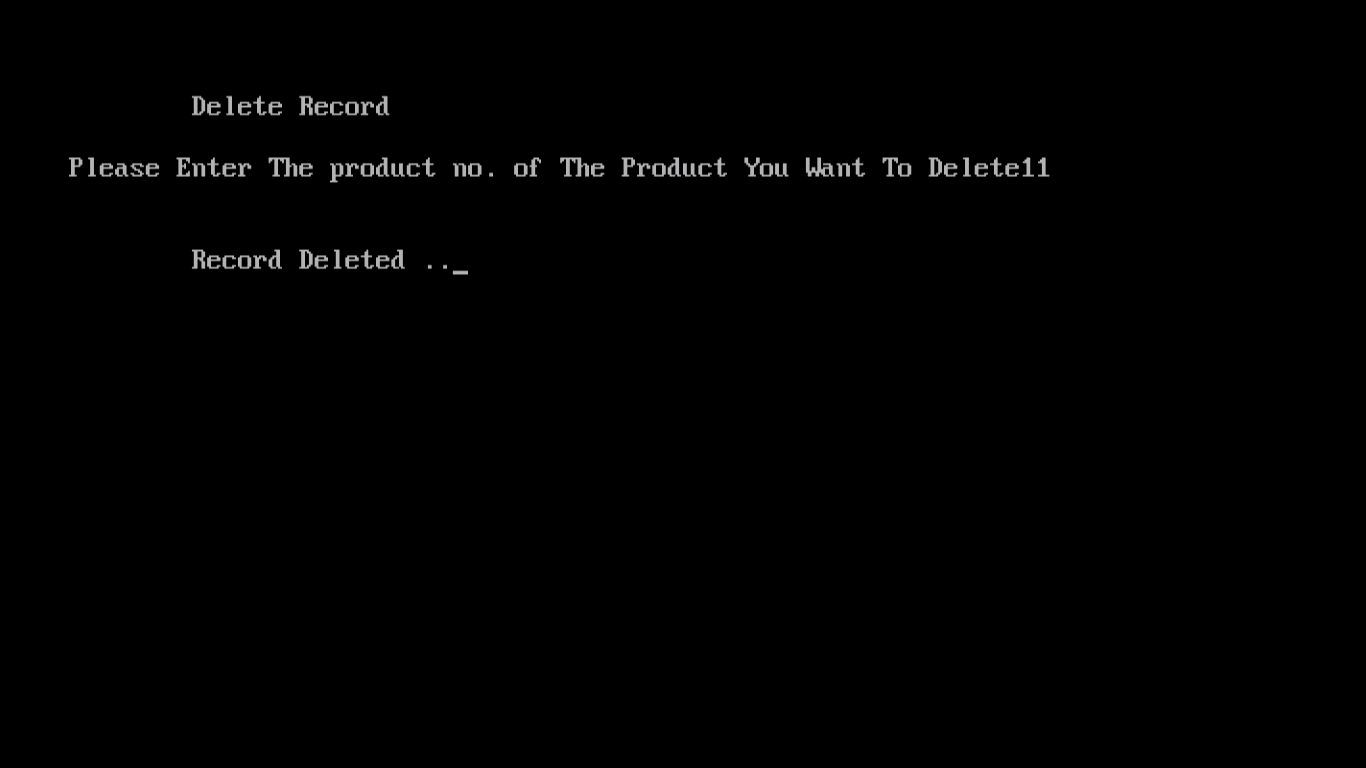 Delete Record
Please Enter The product no. of The Product You Want To Delete11
Record Deleted .._